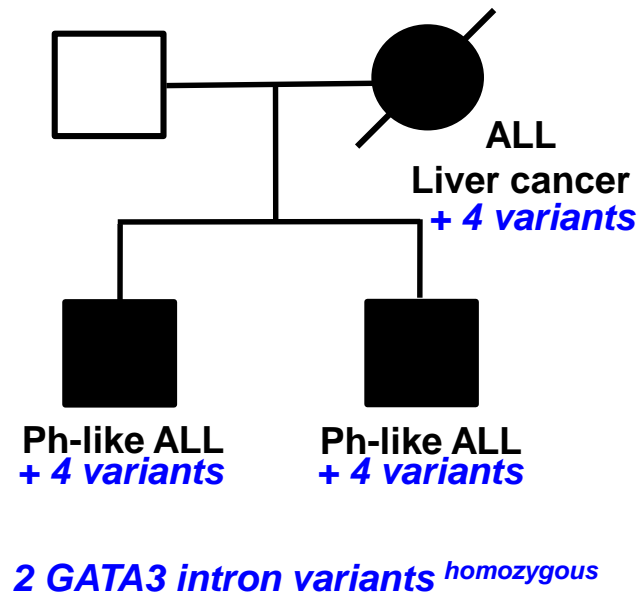 ALL
Liver cancer
+ 4 variants
Ph-like ALL
+ 4 variants
Ph-like ALL
+ 4 variants
2 GATA3 intron variants homozygous